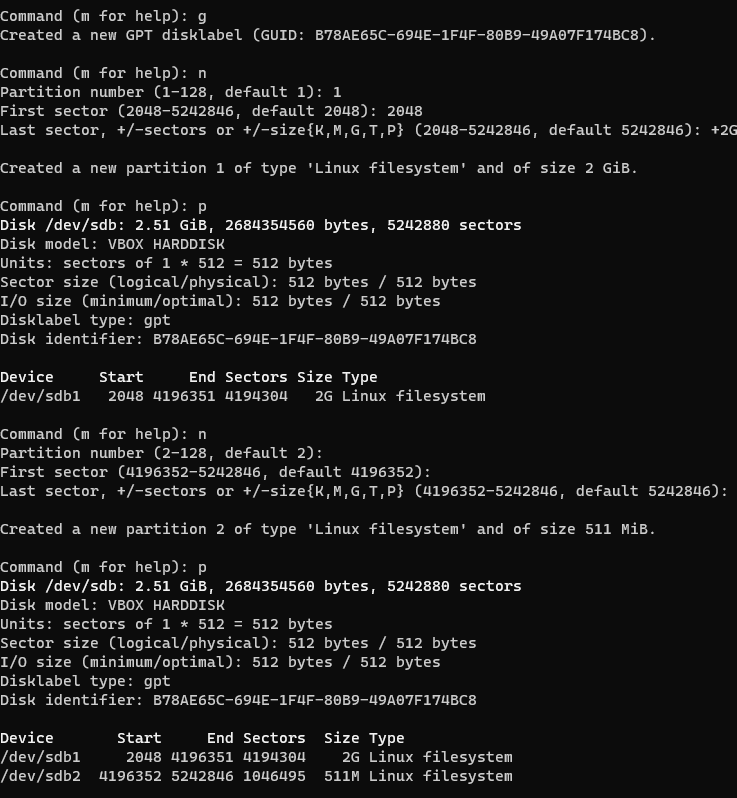 Command (m for help): g
Created a new GPT disklabel (GUID: B78AE65C-694E-1F4F-80B9-49A07F174BC8).
Command (m for help): n
Partition number (1-128, default 1): 1
First sector (2048-5242846, default 2048): 2048
Last sector, +/-sectors or +/-size{K,M,G,T,P} (2048-5242846, default 5242846): +2G
Created a new partition 1 of type 'Linux filesystem' and of size 2 GiB.
Command (m for help): p
Disk /dev/sdb: 2.51 GiB, 2684354560 bytes, 5242880 sectors
Disk model: VBOX HARDDISK
Units: sectors of 1 * 512 = 512 bytes
Sector size (logical/physical): 512 bytes / 512 bytes
I/O size (minimum/optimal): 512 bytes / 512 bytes
Disklabel type: gpt
Disk identifier: B78AE65C-694E-1F4F-80B9-49A07F174BC8
Device     Start     End Sectors Size Type
/dev/sdb1   2048 4196351 4194304   2G Linux filesystem
Command (m for help): n
Partition number (2-128, default 2):
First sector (4196352-5242846, default 4196352):
Last sector, +/-sectors or +/-size{K,M,G,T,P} (4196352-5242846, default 5242846):
Created a new partition 2 of type 'Linux filesystem' and of size 511 MiB.
Command (m for help): p
Disk /dev/sdb: 2.51 GiB, 2684354560 bytes, 5242880 sectors
Disk model: VBOX HARDDISK
Units: sectors of 1 * 512 = 512 bytes
Sector size (logical/physical): 512 bytes / 512 bytes
I/O size (minimum/optimal): 512 bytes / 512 bytes
Disklabel type: gpt
Disk identifier: B78AE65C-694E-1F4F-80B9-49A07F174BC8
Device       Start     End Sectors  Size Type
/dev/sdb1     2048 4196351 4194304    2G Linux filesystem
/dev/sdb2  4196352 5242846 1046495  511M Linux filesystem